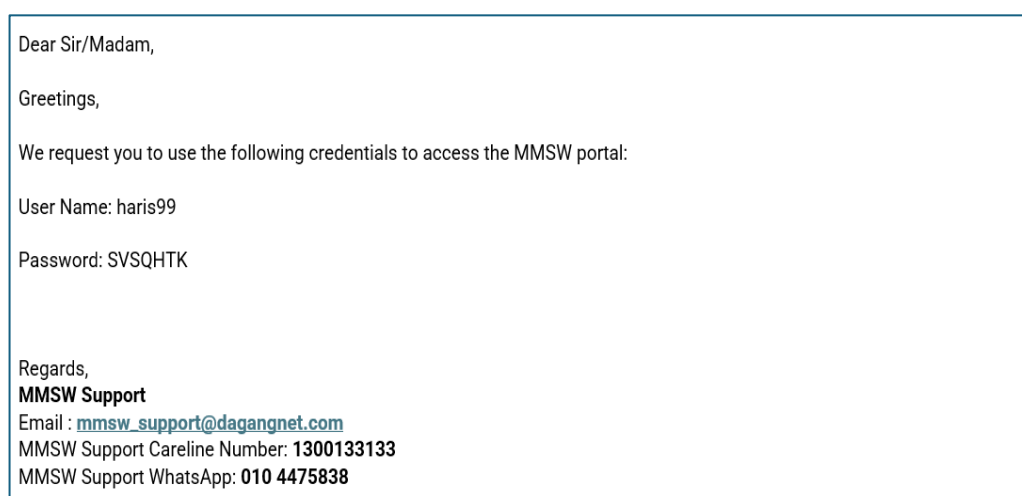 Dear Sir/Madam,
Greetings,
We request you to use the following credentials to access the MMSW portal:
User Name: haris99
Password: SVSQHTK
Regards,
MMSW Support
Email : mmsw_support@dagangnet.com
MMSW Support Careline Number: 1300133133
MMSW Support WhatsApp: 010 4475838